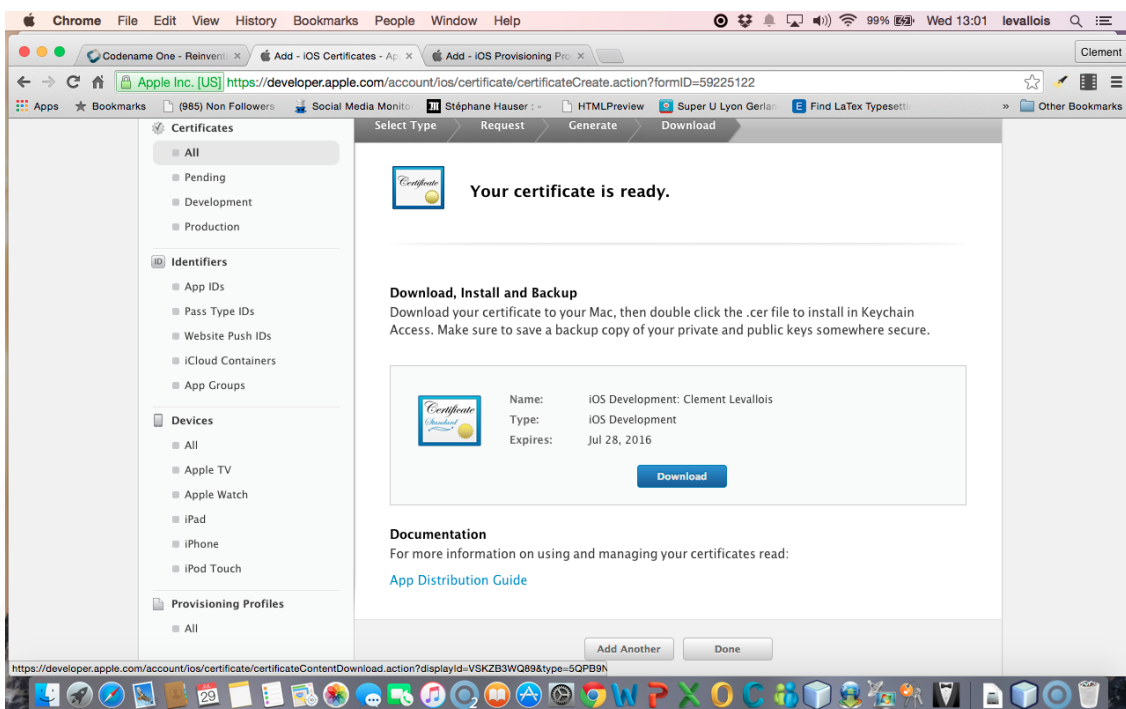 Chrome File Edit View History Bookmarks People Window Help 99% Wed 13:01 levallois
Codename One - Reinventi Add - iOS Certificates - Ap Add - iOS Provisioning Pro Clement
Apple Inc. [US] https://developer.apple.com/account/ios/certificate/certificateCreate.action?formID=59225122
Apps Bookmarks (985) Non Followers Social Media Monito Stéphane Hauser : - HTMLPreview Super U Lyon Gerlan Find LaTex Typesetti » Other Bookmarks
Select Type Request Generate Download
Certificates
All
Pending
Development
Production
ID Identifiers
App IDs
Pass Type IDs
Website Push IDs
iCloud Containers
App Groups
Devices
All
Apple TV
Apple Watch
iPad
iPhone
iPod Touch
Provisioning Profiles
All
Certificate
Your certificate is ready.
Download, Install and Backup
Download your certificate to your Mac, then double click the .cer file to install in Keychain
Access. Make sure to save a backup copy of your private and public keys somewhere secure.
Certificate
Standard
Name: iOS Development: Clement Levallois
Type: iOS Development
Expires: Jul 28, 2016
Download
Documentation
For more information on using and managing your certificates read:
App Distribution Guide
Add Another Done
https://developer.apple.com/account/ios/certificate/certificateContentDownload.action?displayId=VSKZB3WQ89&type=5QPB9N
29